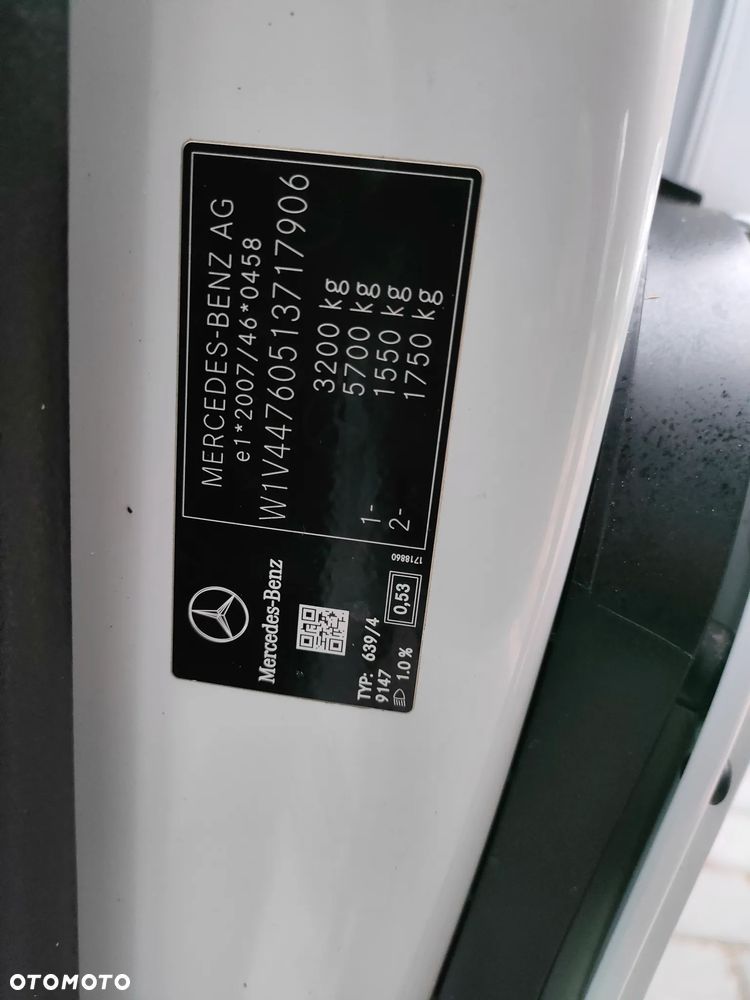 MERCEDES-BENZ AG
e1*2007/46*0458
W1V44760513717906
3200 kg
5700 kg
1- 1550 kg
2- 1750 kg
Mercedes-Benz
TYP: 639/4
9147
1.0%
0,53
1718860
OTOMOTO